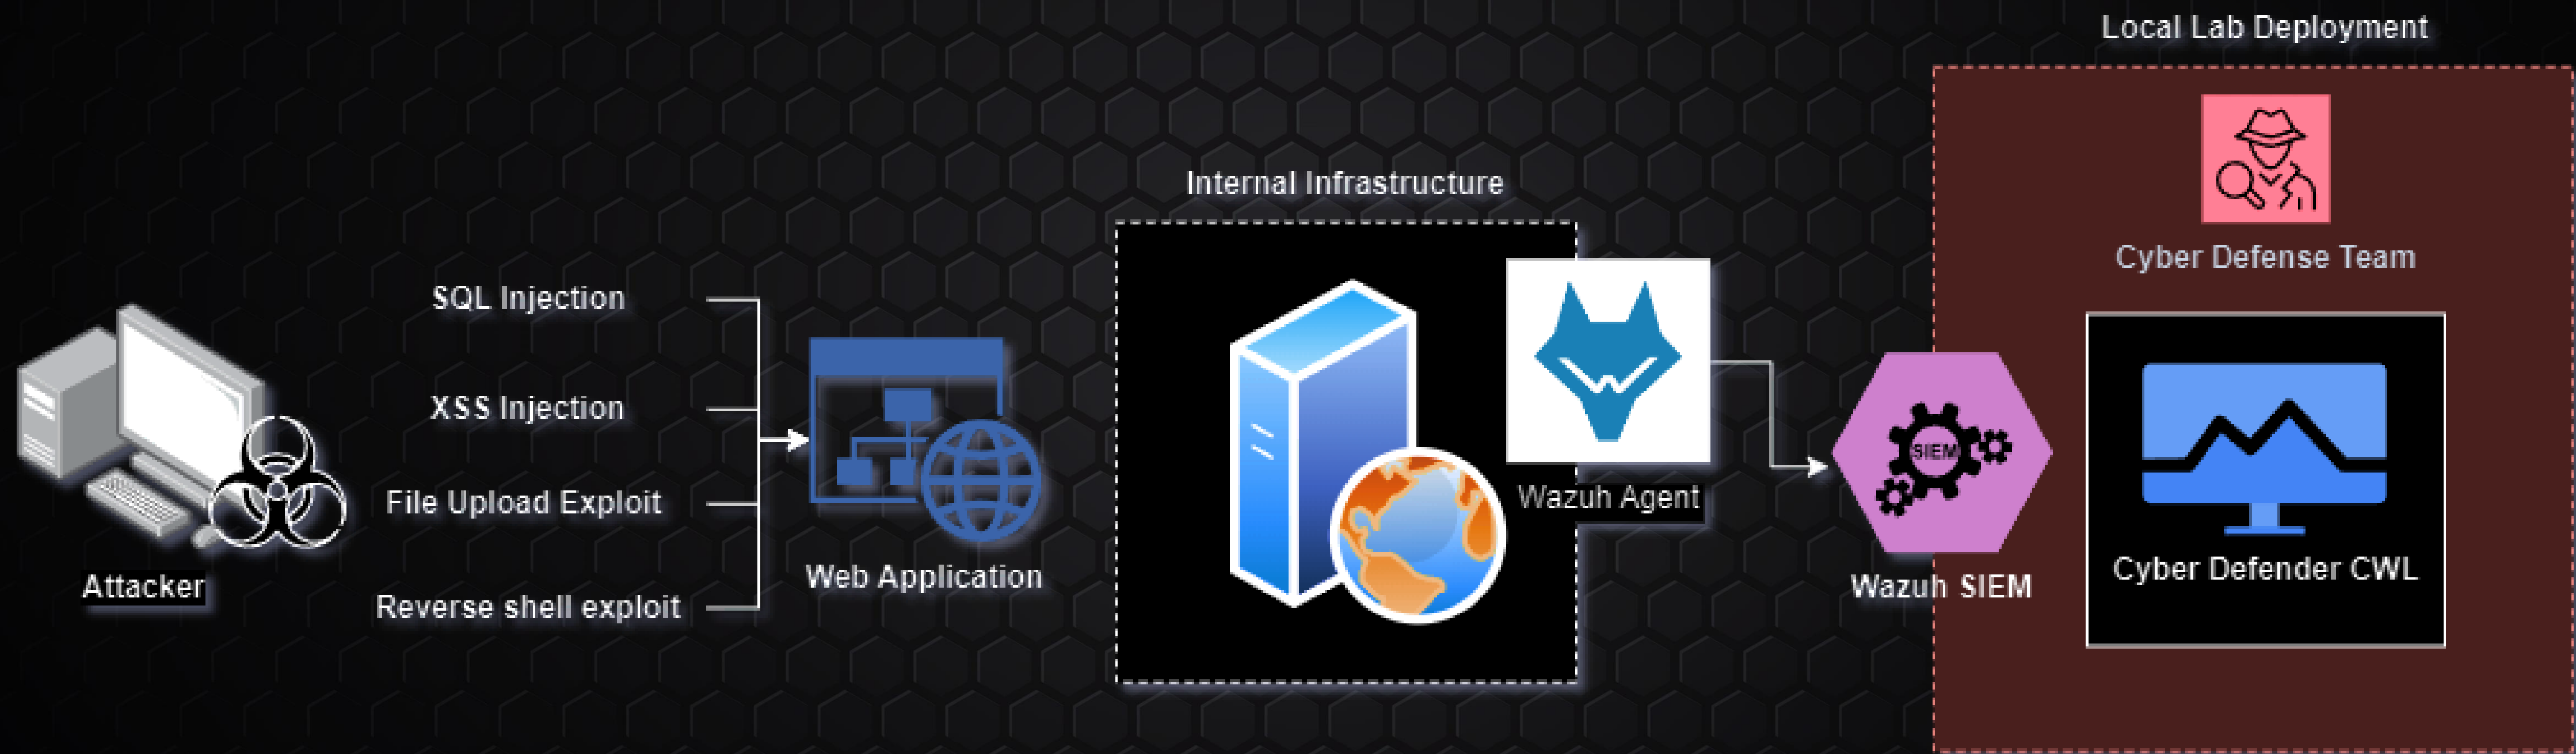 Local Lab Deployment
Cyber Defense Team
Internal Infrastructure
SQL Injection
XSS Injection
File Upload Exploit
Reverse shell exploit
Attacker
Web Application
Wazuh Agent
SIEM
Wazuh SIEM
Cyber Defender CWL